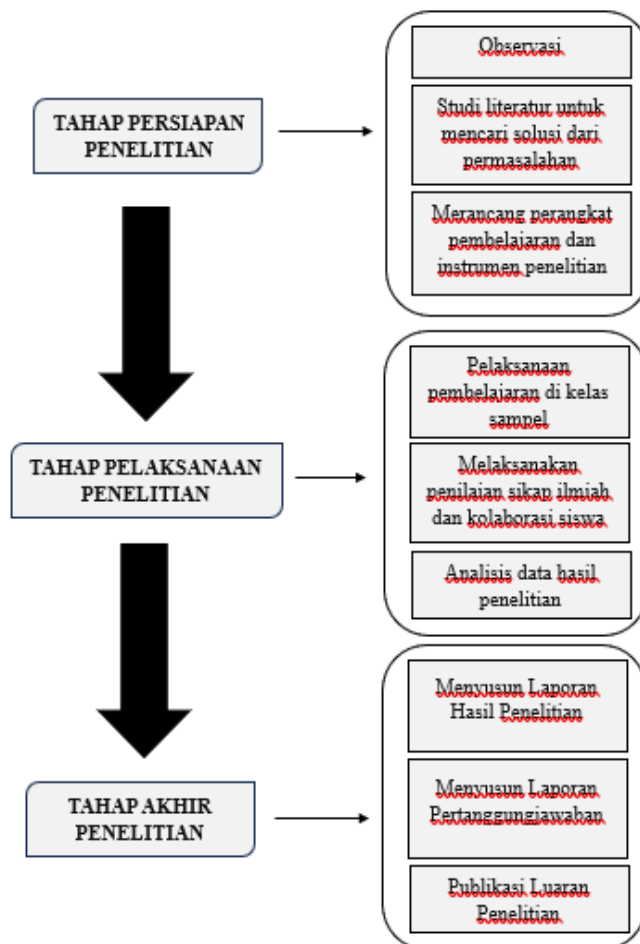 TAHAP PERSIAPAN
PENELITIAN
Observasi
Studi literatur untuk
mencari solusi dari
permasalahan
Merancang perangkat
pembelajaran dan
instrumen penelitian
TAHAP PELAKSANAAN
PENELITIAN
Pelaksanaan
pembelajaran di kelas
sampel
Melaksanakan
penilaian sikap ilmiah
dan kolaborasi siswa
Analisis data hasil
penelitian
TAHAP AKHIR
PENELITIAN
Menyusun Laporan
Hasil Penelitian
Menyusun Laporan
Pertanggungjawaban
Publikasi Luaran
Penelitian